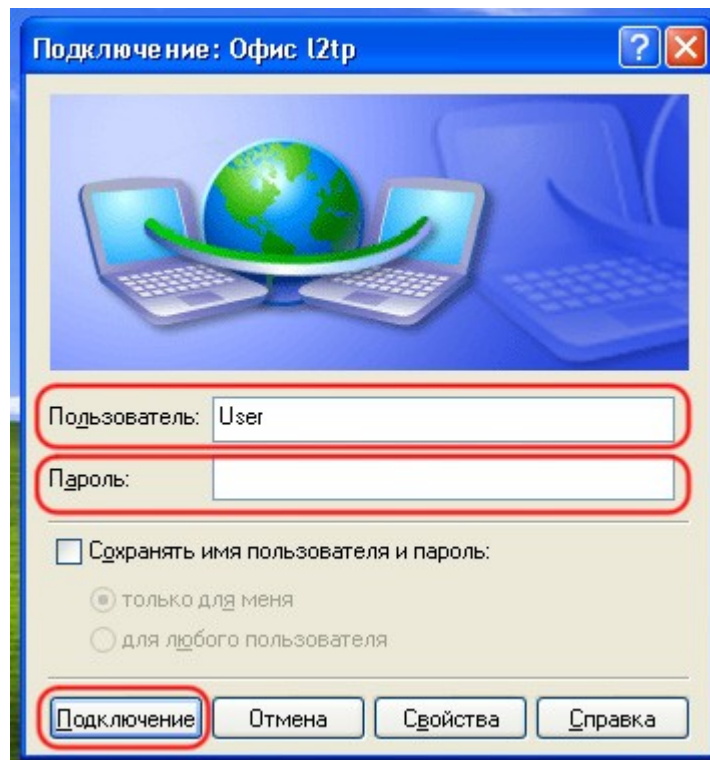 Подключение: Офис l2tp
Пользователь: User
Пароль:
Сохранять имя пользователя и пароль:
только для меня
для любого пользователя
Подключение Отмена Свойства Справка